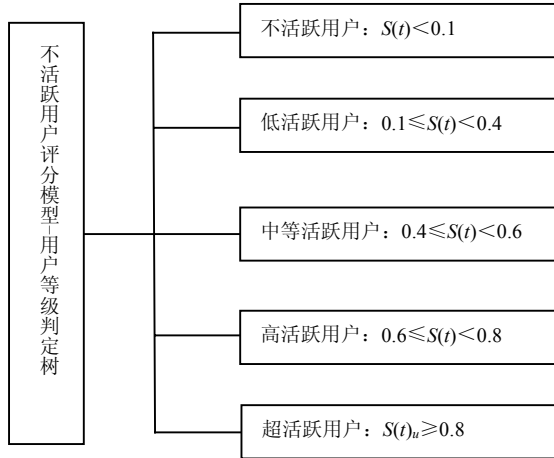 不活跃用户评分模型-用户等级判定树
不活跃用户：S(t)<0.1
低活跃用户：0.1≤S(t)<0.4
中等活跃用户：0.4≤S(t)<0.6
高活跃用户：0.6≤S(t)<0.8
超活跃用户：S(t)u≥0.8